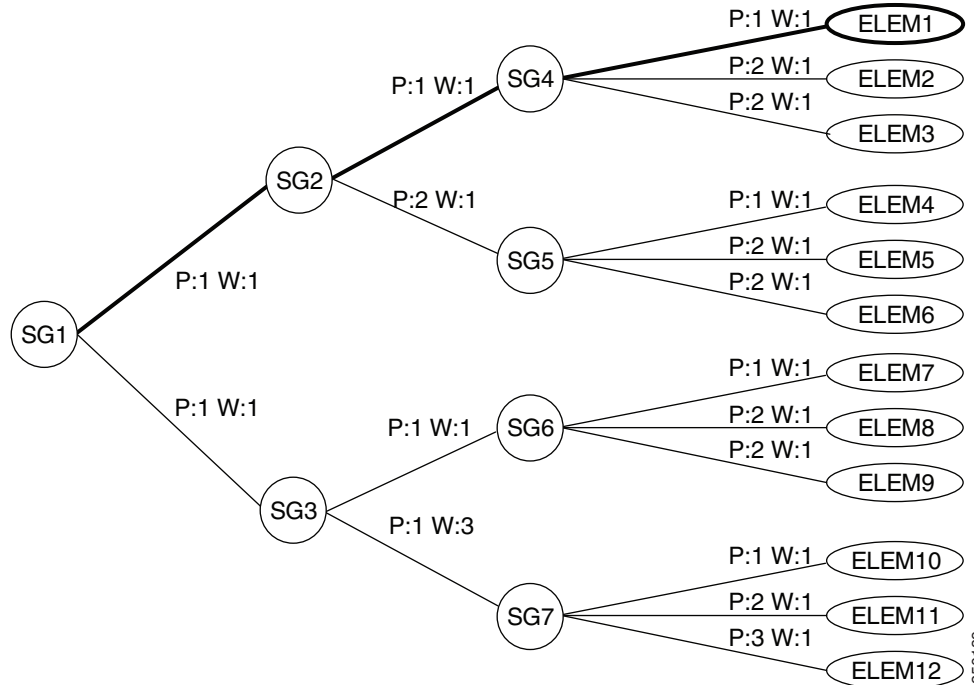 P:1 W:1
ELEM1
P:2 W:1
ELEM2
P:2 W:1
ELEM3
SG4
P:1 W:1
SG2
P:2 W:1
P:1 W:1
ELEM4
P:2 W:1
ELEM5
P:2 W:1
ELEM6
SG5
P:1 W:1
SG1
P:1 W:1
P:1 W:1
ELEM7
P:2 W:1
ELEM8
P:2 W:1
ELEM9
SG6
P:1 W:1
SG3
P:1 W:3
P:1 W:1
ELEM10
P:2 W:1
ELEM11
P:3 W:1
ELEM12
SG7